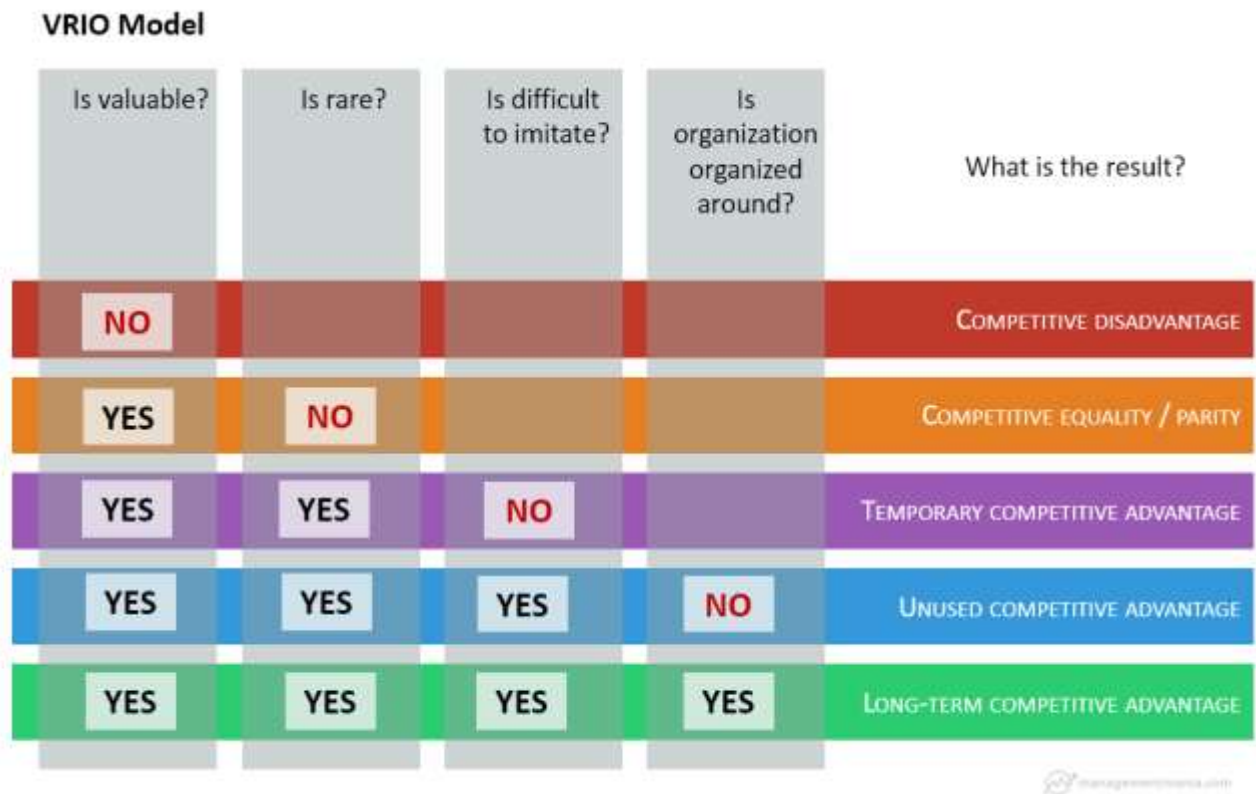 VRIO Model
Is valuable?
Is rare?
Is difficult
to imitate?
Is
organization
organized
around?
What is the result?
NO
COMPETITIVE DISADVANTAGE
YES
NO
COMPETITIVE EQUALITY / PARITY
YES
YES
NO
TEMPORARY COMPETITIVE ADVANTAGE
YES
YES
YES
NO
UNUSED COMPETITIVE ADVANTAGE
YES
YES
YES
YES
LONG-TERM COMPETITIVE ADVANTAGE
managementmania.com